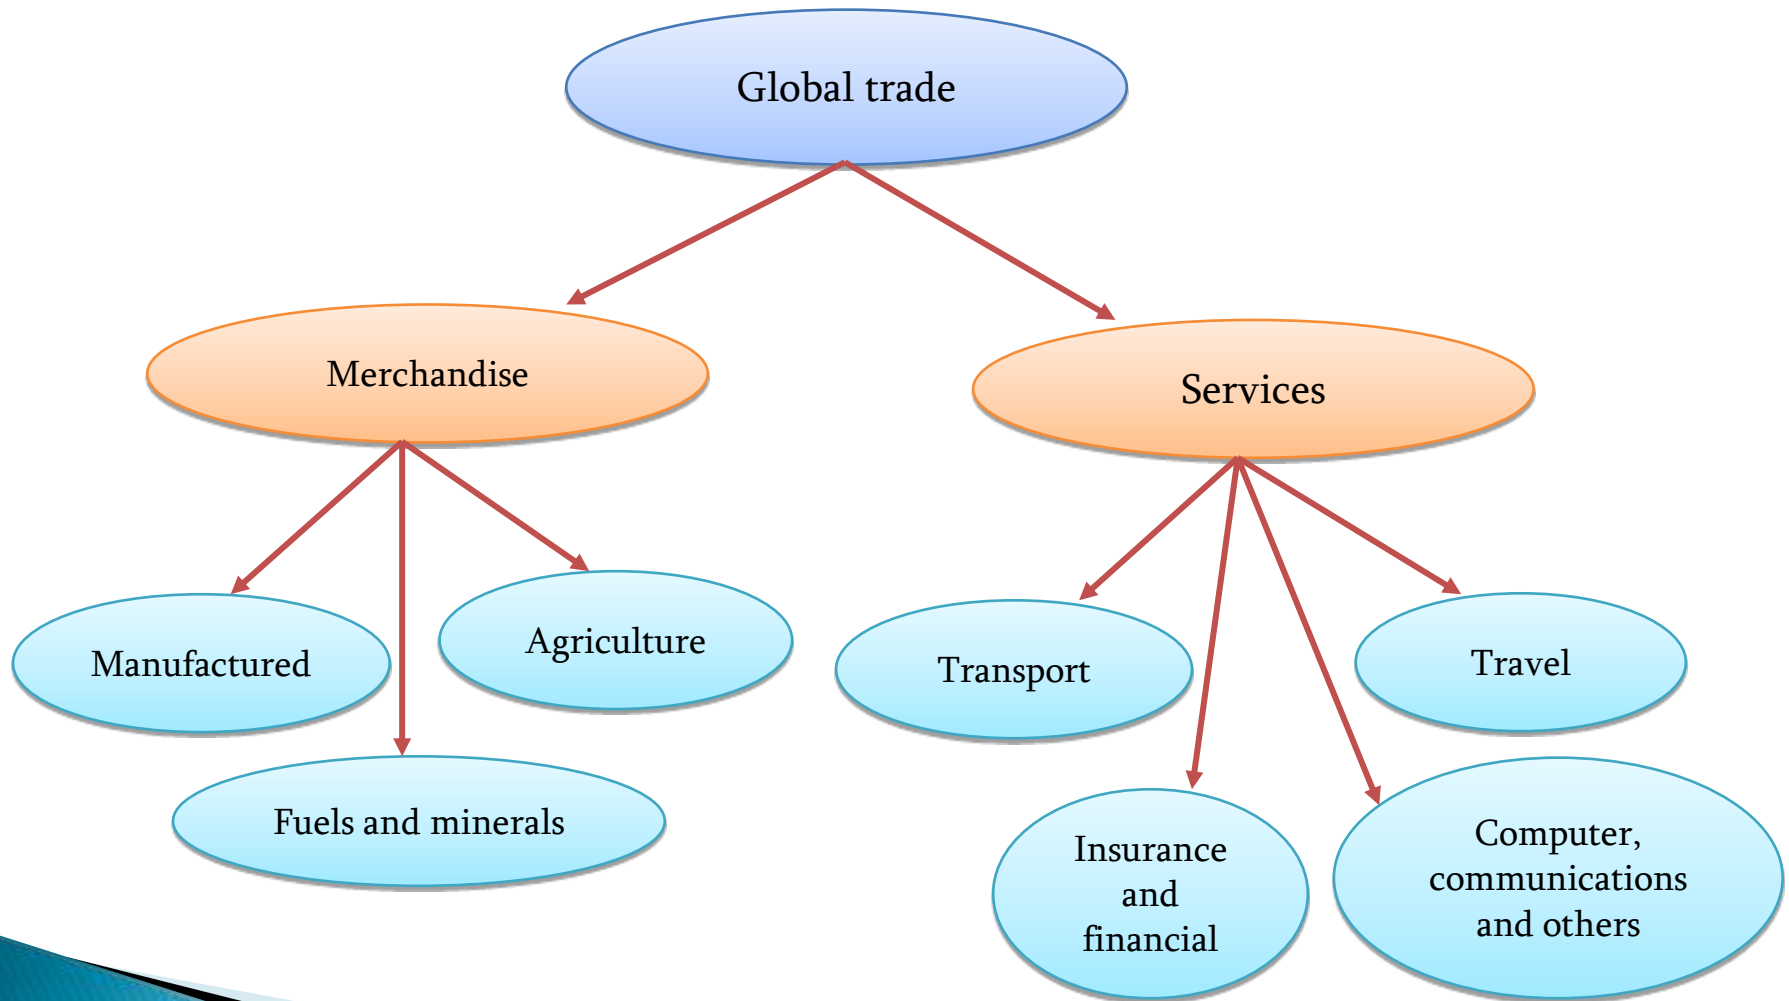 Global trade
Merchandise
Services
Manufactured
Agriculture
Fuels and minerals
Transport
Travel
Insurance
and
financial
Computer,
communications
and others